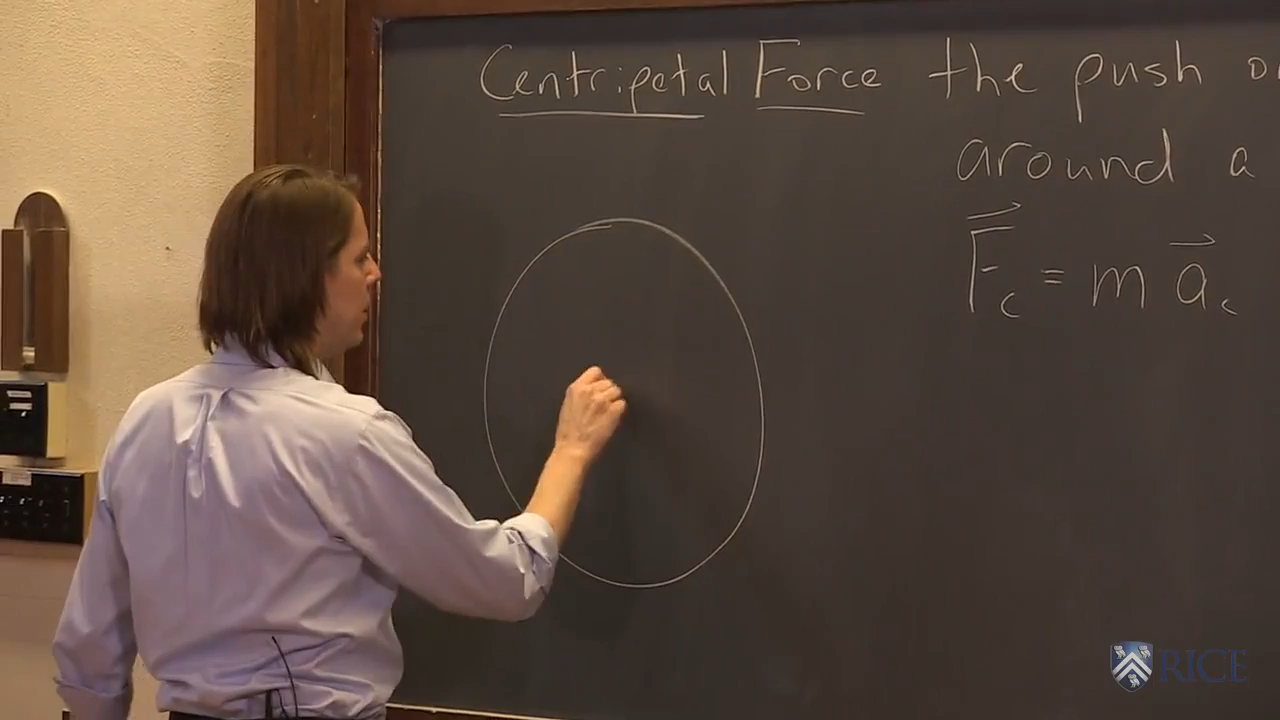 Centripetal Force the push
around a
F⃗c = m a⃗c
RICE